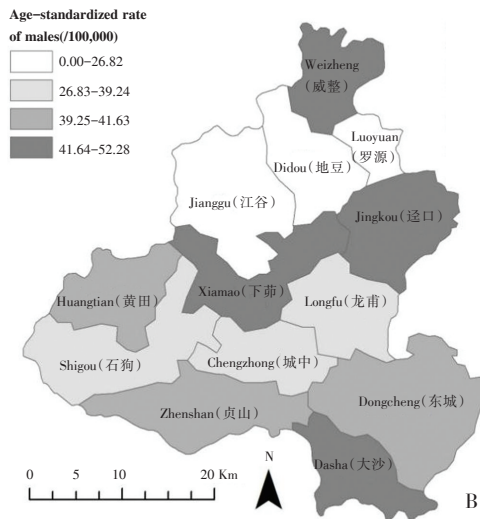 Age-standardized rate
of males(/100,000)
0.00-26.82
26.83-39.24
39.25-41.63
41.64-52.28
Weizheng
(威整)
Luoyuan
(罗源)
Didou(地豆)
Jianggu(江谷)
Jingkou(迳口)
Xiamao(下茆)
Huangtian(黄田)
Longfu(龙甫)
Shigou(石狗)
Chengzhong(城中)
Dongcheng(东城)
Zhenshan(贞山)
Dasha(大沙)
N
0 5 10 20 Km
B